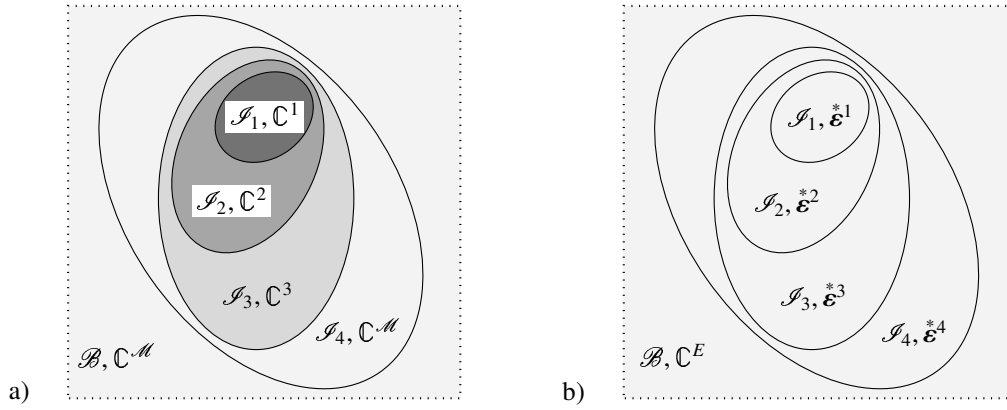 ℐ₁, ℂ¹
ℐ₂, ℂ²
ℐ₃, ℂ³
ℐ₄, ℂ^ℳ
ℬ, ℂ^ℳ
a)
ℐ₁, ε*¹
ℐ₂, ε*²
ℐ₃, ε*³
ℐ₄, ε*⁴
ℬ, ℂ^E
b)